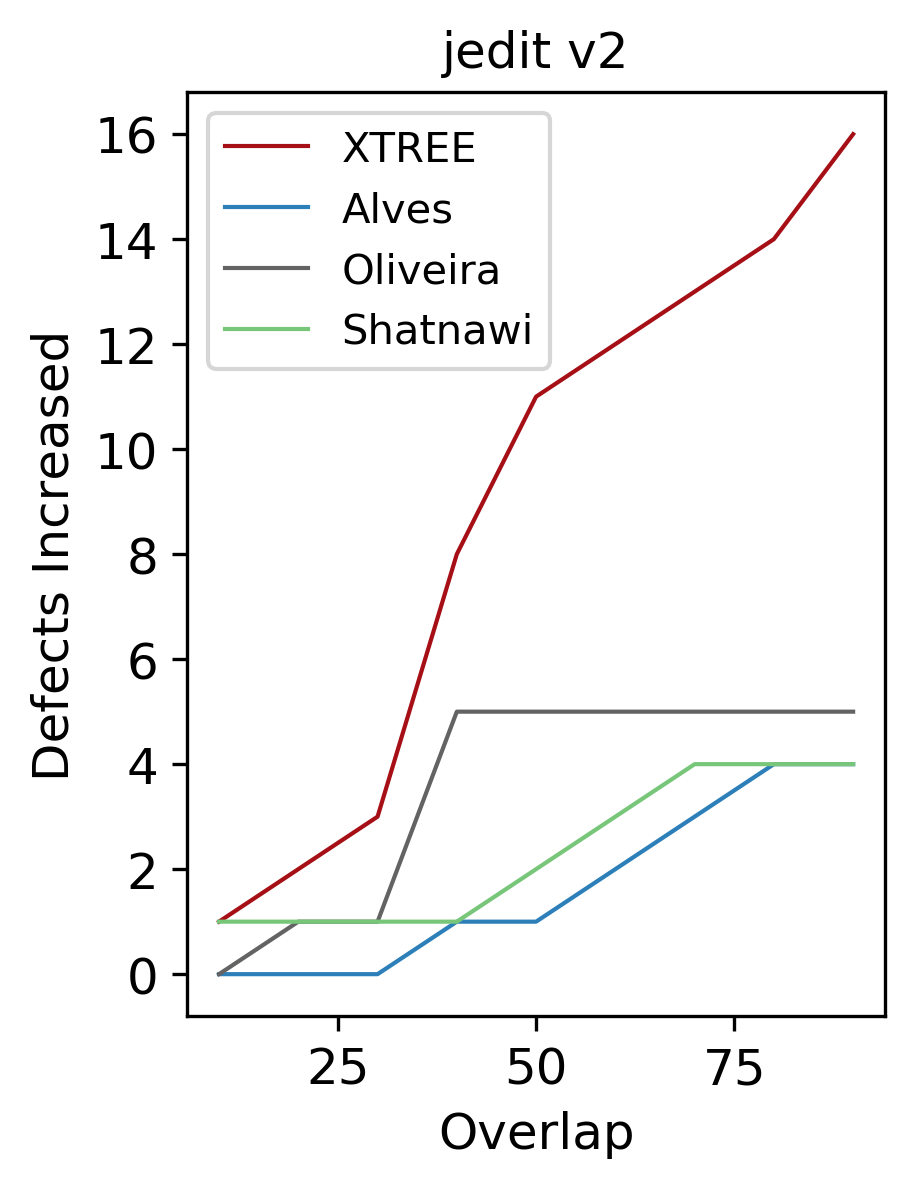 jedit v2
XTREE
Alves
Oliveira
Shatnawi
16
14
12
10
8
6
4
2
0
Defects Increased
25 50 75
Overlap